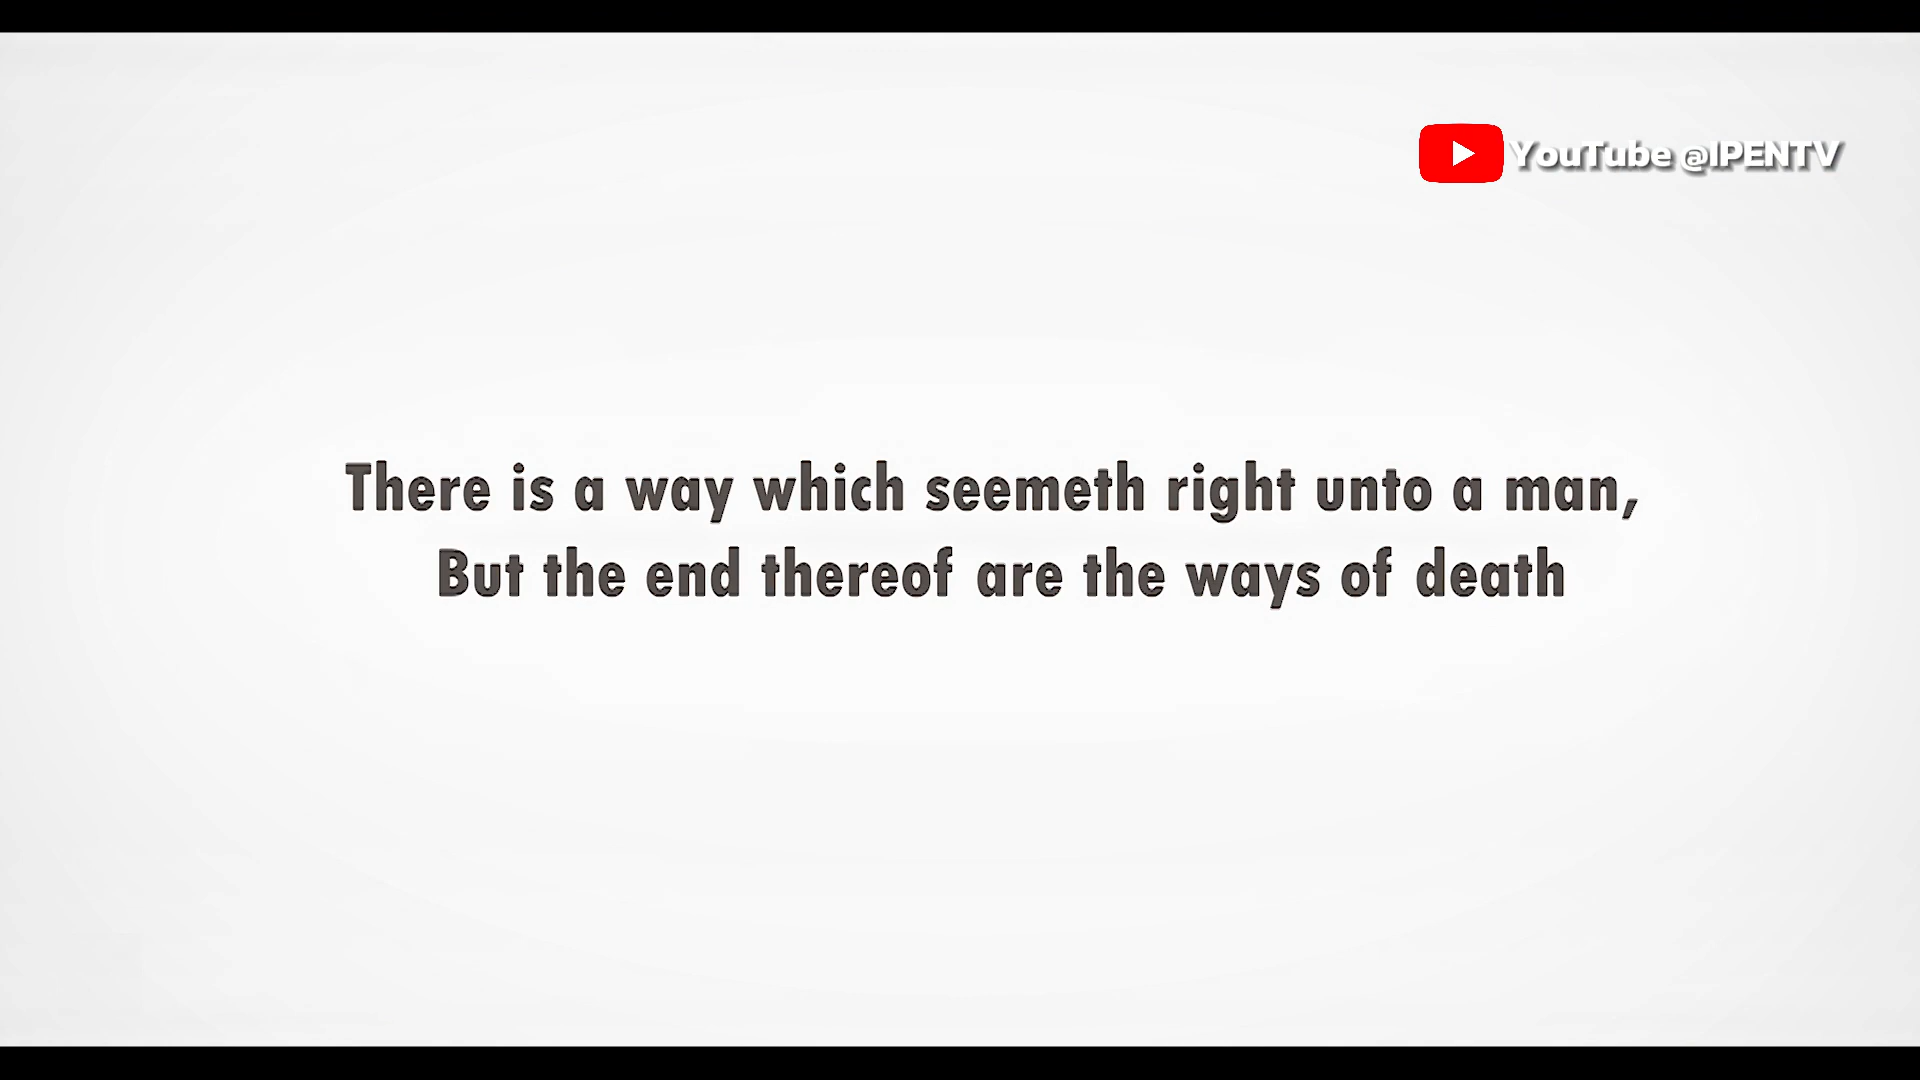 YouTube @IPENTV
There is a way which seemeth right unto a man,
But the end thereof are the ways of death